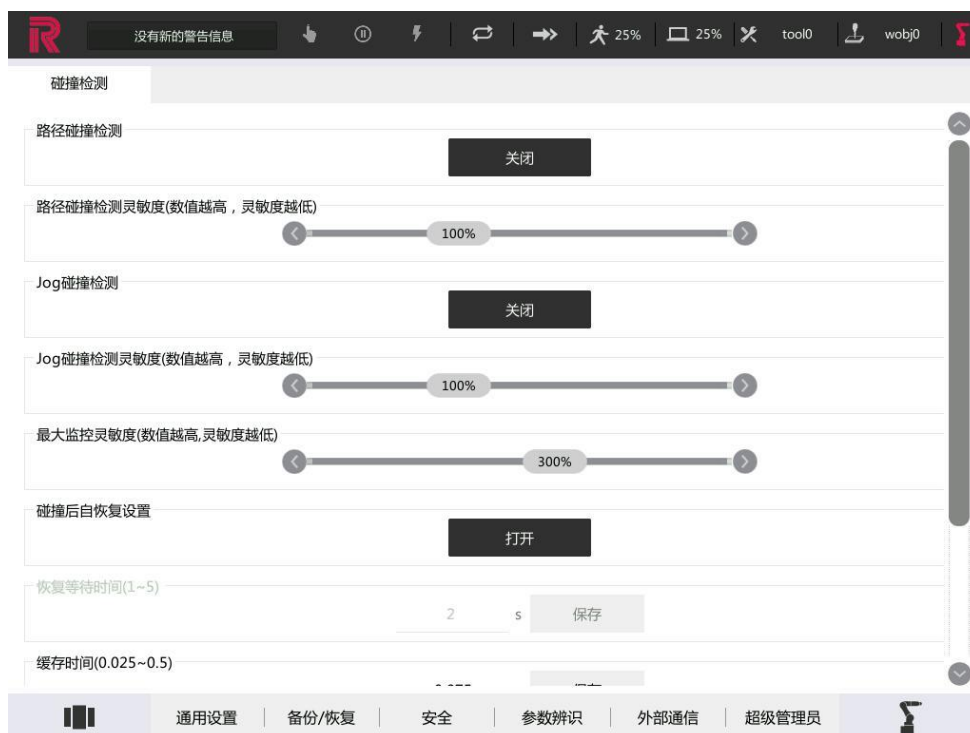 没有新的警告信息 25% 25% tool0 wobj0
碰撞检测
路径碰撞检测
关闭
路径碰撞检测灵敏度(数值越高，灵敏度越低)
100%
Jog碰撞检测
关闭
Jog碰撞检测灵敏度(数值越高，灵敏度越低)
100%
最大监控灵敏度(数值越高,灵敏度越低)
300%
碰撞后自恢复设置
打开
恢复等待时间(1~5)
2 s 保存
缓存时间(0.025~0.5)
通用设置 备份/恢复 安全 参数辨识 外部通信 超级管理员